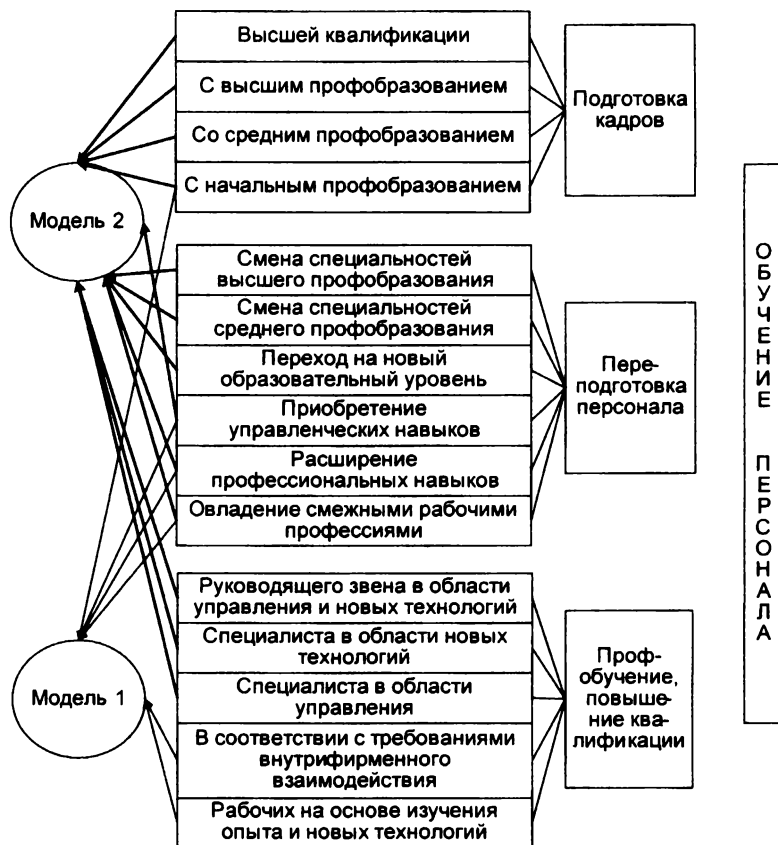 Высшей квалификации
С высшим профобразованием
Со средним профобразованием
С начальным профобразованием
Подготовка
кадров
Модель 2
Смена специальностей
высшего профобразования
Смена специальностей
среднего профобразования
Переход на новый
образовательный уровень
Приобретение
управленческих навыков
Расширение
профессиональных навыков
Овладение смежными рабочими
профессиями
Пере-
подготовка
персонала
Модель 1
Руководящего звена в области
управления и новых технологий
Специалиста в области новых
технологий
Специалиста в области
управления
В соответствии с требованиями
внутрифирменного
взаимодействия
Рабочих на основе изучения
опыта и новых технологий
Проф-
обучение,
повыше-
ние ква-
лификации
ОБУЧЕНИЕ ПЕРСОНАЛА